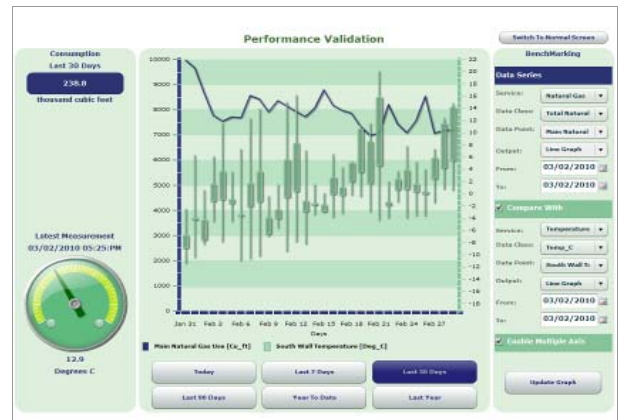 Performance Validation
Switch To Normal Screen
Consumption
Last 30 Days
238.8
thousand cubic feet
Latest Measurement
03/02/2010 05:25:PM
12.9
Degrees C
10000
9000
8000
7000
6000
5000
4000
3000
2000
1000
0
22
20
18
16
14
12
10
8
6
4
2
0
-2
-4
-6
-8
-10
-12
-14
-16
-18
Jan 31 Feb 3 Feb 6 Feb 9 Feb 12 Feb 15 Feb 18 Feb 21 Feb 24 Feb 27
Days
Main Natural Gas Use [Cu_ft] South Wall Temperature [Deg_C]
Today Last 7 Days Last 30 Days
Last 90 Days Year To Date Last Year
BenchMarking
Data Series
Service: Natural Gas
Data Class: Total Natural
Data Point: Main Natural
Output: Line Graph
From: 03/02/2010
To: 03/02/2010
Compare With
Service: Temperature
Data Class: Temp_C
Data Point: South Wall T
Output: Line Graph
From: 03/02/2010
To: 03/02/2010
Enable Multiple Axis
Update Graph